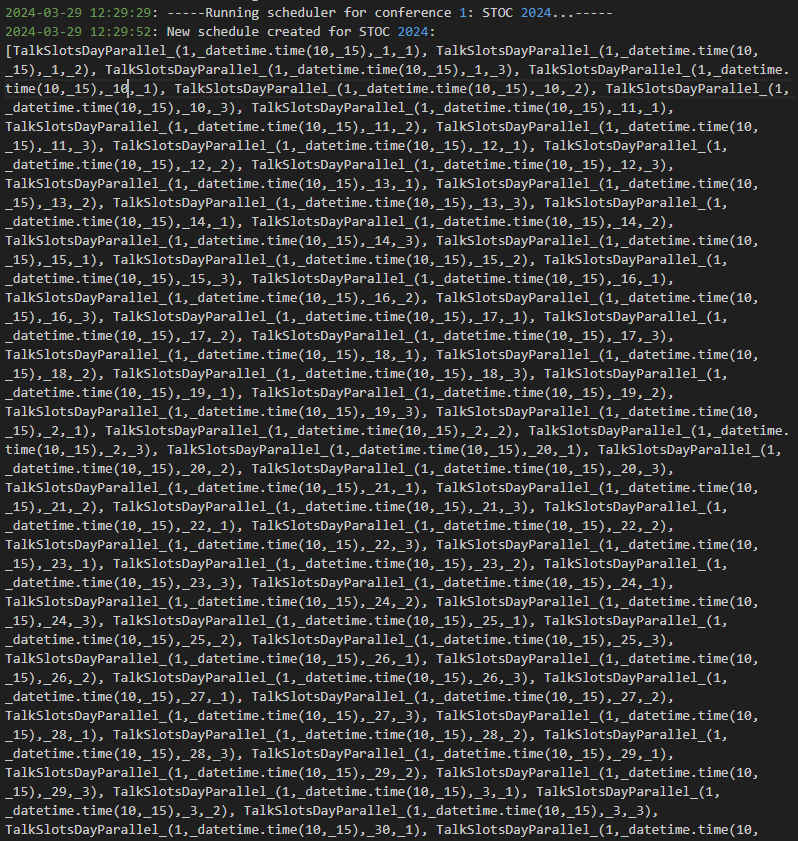 2024-03-29 12:29:29: -----Running scheduler for conference 1: STOC 2024...-----
2024-03-29 12:29:52: New schedule created for STOC 2024:
[TalkSlotsDayParallel_(1,_datetime.time(10,_15),_1,_1), TalkSlotsDayParallel_(1,_datetime.time(10,
_15),_1,_2), TalkSlotsDayParallel_(1,_datetime.time(10,_15),_1,_3), TalkSlotsDayParallel_(1,_datetime.
time(10,_15),_10,_1), TalkSlotsDayParallel_(1,_datetime.time(10,_15),_10,_2), TalkSlotsDayParallel_(1,
_datetime.time(10,_15),_10,_3), TalkSlotsDayParallel_(1,_datetime.time(10,_15),_11,_1),
TalkSlotsDayParallel_(1,_datetime.time(10,_15),_11,_2), TalkSlotsDayParallel_(1,_datetime.time(10,
_15),_11,_3), TalkSlotsDayParallel_(1,_datetime.time(10,_15),_12,_1), TalkSlotsDayParallel_(1,
_datetime.time(10,_15),_12,_2), TalkSlotsDayParallel_(1,_datetime.time(10,_15),_12,_3),
TalkSlotsDayParallel_(1,_datetime.time(10,_15),_13,_1), TalkSlotsDayParallel_(1,_datetime.time(10,
_15),_13,_2), TalkSlotsDayParallel_(1,_datetime.time(10,_15),_13,_3), TalkSlotsDayParallel_(1,
_datetime.time(10,_15),_14,_1), TalkSlotsDayParallel_(1,_datetime.time(10,_15),_14,_2),
TalkSlotsDayParallel_(1,_datetime.time(10,_15),_14,_3), TalkSlotsDayParallel_(1,_datetime.time(10,
_15),_15,_1), TalkSlotsDayParallel_(1,_datetime.time(10,_15),_15,_2), TalkSlotsDayParallel_(1,
_datetime.time(10,_15),_15,_3), TalkSlotsDayParallel_(1,_datetime.time(10,_15),_16,_1),
TalkSlotsDayParallel_(1,_datetime.time(10,_15),_16,_2), TalkSlotsDayParallel_(1,_datetime.time(10,
_15),_16,_3), TalkSlotsDayParallel_(1,_datetime.time(10,_15),_17,_1), TalkSlotsDayParallel_(1,
_datetime.time(10,_15),_17,_2), TalkSlotsDayParallel_(1,_datetime.time(10,_15),_17,_3),
TalkSlotsDayParallel_(1,_datetime.time(10,_15),_18,_1), TalkSlotsDayParallel_(1,_datetime.time(10,
_15),_18,_2), TalkSlotsDayParallel_(1,_datetime.time(10,_15),_18,_3), TalkSlotsDayParallel_(1,
_datetime.time(10,_15),_19,_1), TalkSlotsDayParallel_(1,_datetime.time(10,_15),_19,_2),
TalkSlotsDayParallel_(1,_datetime.time(10,_15),_19,_3), TalkSlotsDayParallel_(1,_datetime.time(10,
_15),_2,_1), TalkSlotsDayParallel_(1,_datetime.time(10,_15),_2,_2), TalkSlotsDayParallel_(1,_datetime.
time(10,_15),_2,_3), TalkSlotsDayParallel_(1,_datetime.time(10,_15),_20,_1), TalkSlotsDayParallel_(1,
_datetime.time(10,_15),_20,_2), TalkSlotsDayParallel_(1,_datetime.time(10,_15),_20,_3),
TalkSlotsDayParallel_(1,_datetime.time(10,_15),_21,_1), TalkSlotsDayParallel_(1,_datetime.time(10,
_15),_21,_2), TalkSlotsDayParallel_(1,_datetime.time(10,_15),_21,_3), TalkSlotsDayParallel_(1,
_datetime.time(10,_15),_22,_1), TalkSlotsDayParallel_(1,_datetime.time(10,_15),_22,_2),
TalkSlotsDayParallel_(1,_datetime.time(10,_15),_22,_3), TalkSlotsDayParallel_(1,_datetime.time(10,
_15),_23,_1), TalkSlotsDayParallel_(1,_datetime.time(10,_15),_23,_2), TalkSlotsDayParallel_(1,
_datetime.time(10,_15),_23,_3), TalkSlotsDayParallel_(1,_datetime.time(10,_15),_24,_1),
TalkSlotsDayParallel_(1,_datetime.time(10,_15),_24,_2), TalkSlotsDayParallel_(1,_datetime.time(10,
_15),_24,_3), TalkSlotsDayParallel_(1,_datetime.time(10,_15),_25,_1), TalkSlotsDayParallel_(1,
_datetime.time(10,_15),_25,_2), TalkSlotsDayParallel_(1,_datetime.time(10,_15),_25,_3),
TalkSlotsDayParallel_(1,_datetime.time(10,_15),_26,_1), TalkSlotsDayParallel_(1,_datetime.time(10,
_15),_26,_2), TalkSlotsDayParallel_(1,_datetime.time(10,_15),_26,_3), TalkSlotsDayParallel_(1,
_datetime.time(10,_15),_27,_1), TalkSlotsDayParallel_(1,_datetime.time(10,_15),_27,_2),
TalkSlotsDayParallel_(1,_datetime.time(10,_15),_27,_3), TalkSlotsDayParallel_(1,_datetime.time(10,
_15),_28,_1), TalkSlotsDayParallel_(1,_datetime.time(10,_15),_28,_2), TalkSlotsDayParallel_(1,
_datetime.time(10,_15),_28,_3), TalkSlotsDayParallel_(1,_datetime.time(10,_15),_29,_1),
TalkSlotsDayParallel_(1,_datetime.time(10,_15),_29,_2), TalkSlotsDayParallel_(1,_datetime.time(10,
_15),_29,_3), TalkSlotsDayParallel_(1,_datetime.time(10,_15),_3,_1), TalkSlotsDayParallel_(1,
_datetime.time(10,_15),_3,_2), TalkSlotsDayParallel_(1,_datetime.time(10,_15),_3,_3),
TalkSlotsDayParallel_(1,_datetime.time(10,_15),_30,_1), TalkSlotsDayParallel_(1,_datetime.time(10,